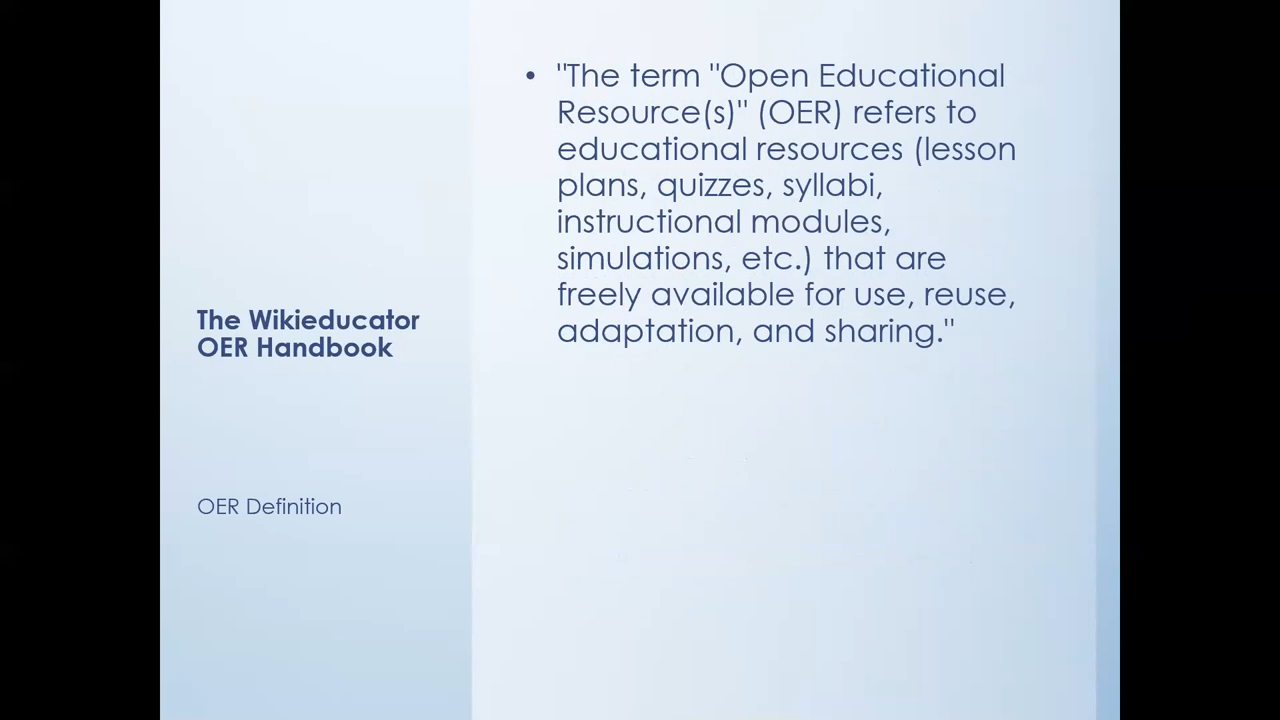 The Wikieducator
OER Handbook
OER Definition
• "The term "Open Educational
Resource(s)" (OER) refers to
educational resources (lesson
plans, quizzes, syllabi,
instructional modules,
simulations, etc.) that are
freely available for use, reuse,
adaptation, and sharing."